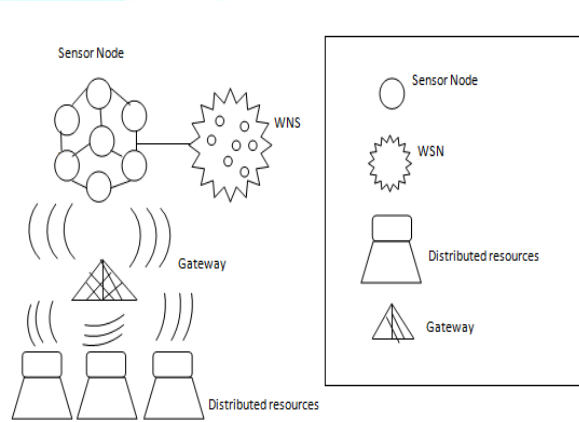 Sensor Node
WNS
Gateway
Distributed resources
Sensor Node
WSN
Distributed resources
Gateway